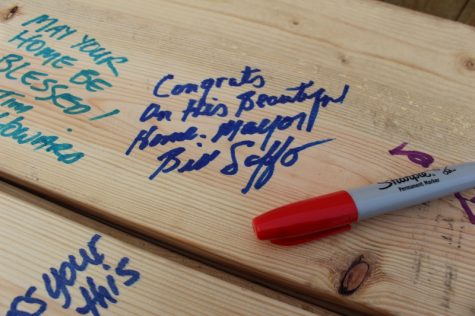 MAY YOUR
HOME BE
BLESSED!
TIM
HOWARD
Congrats
On this Beautiful
Home. Mayor
Bill Saffo
Sharpie
Permanent Marker
YOUR
this